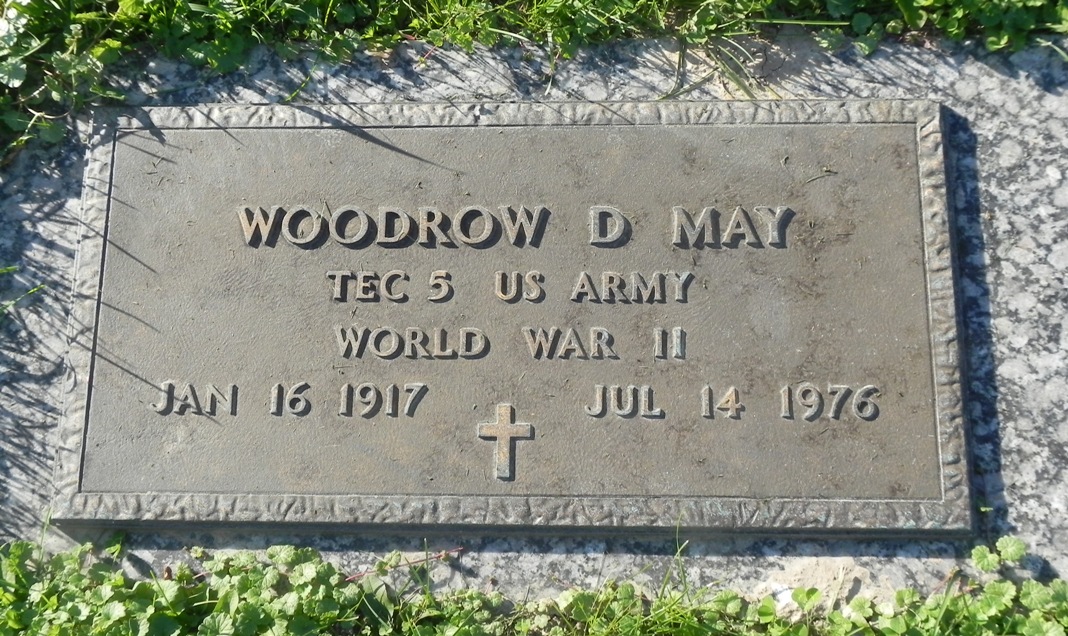 WOODROW D MAY
TEC 5 US ARMY
WORLD WAR II
JAN 16 1917 JUL 14 1976